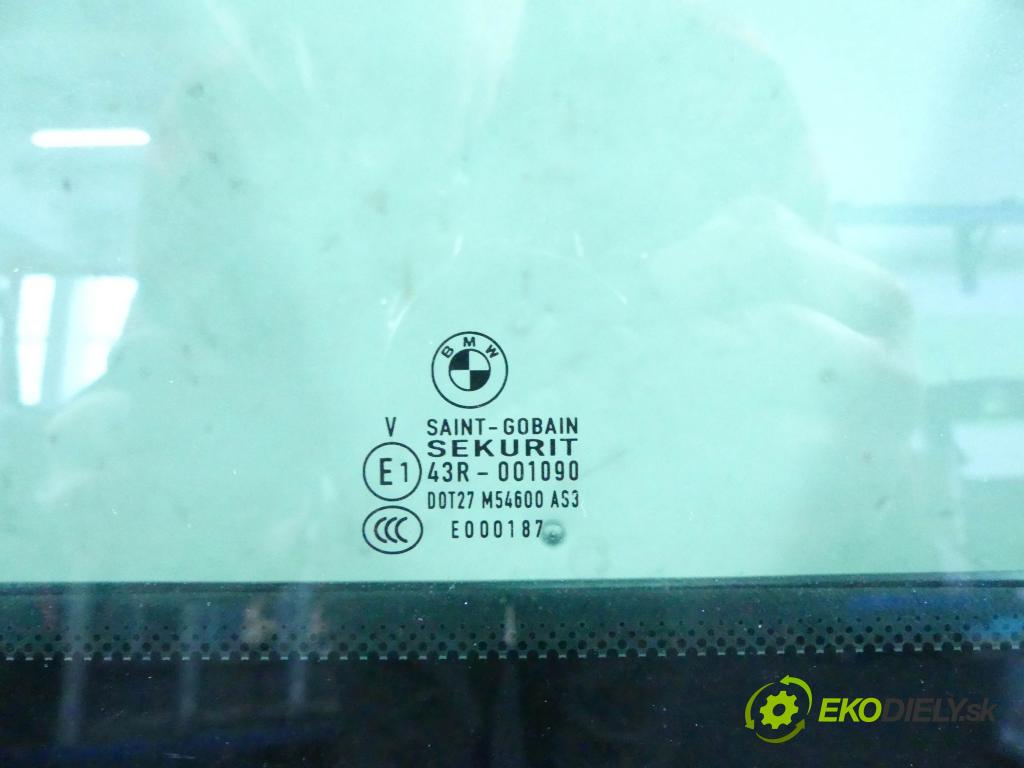 BMW
V SAINT-GOBAIN
SEKURIT
E1 43R-001090
DOT27 M54600 AS3
CCC E000187
EKODIELY.sk